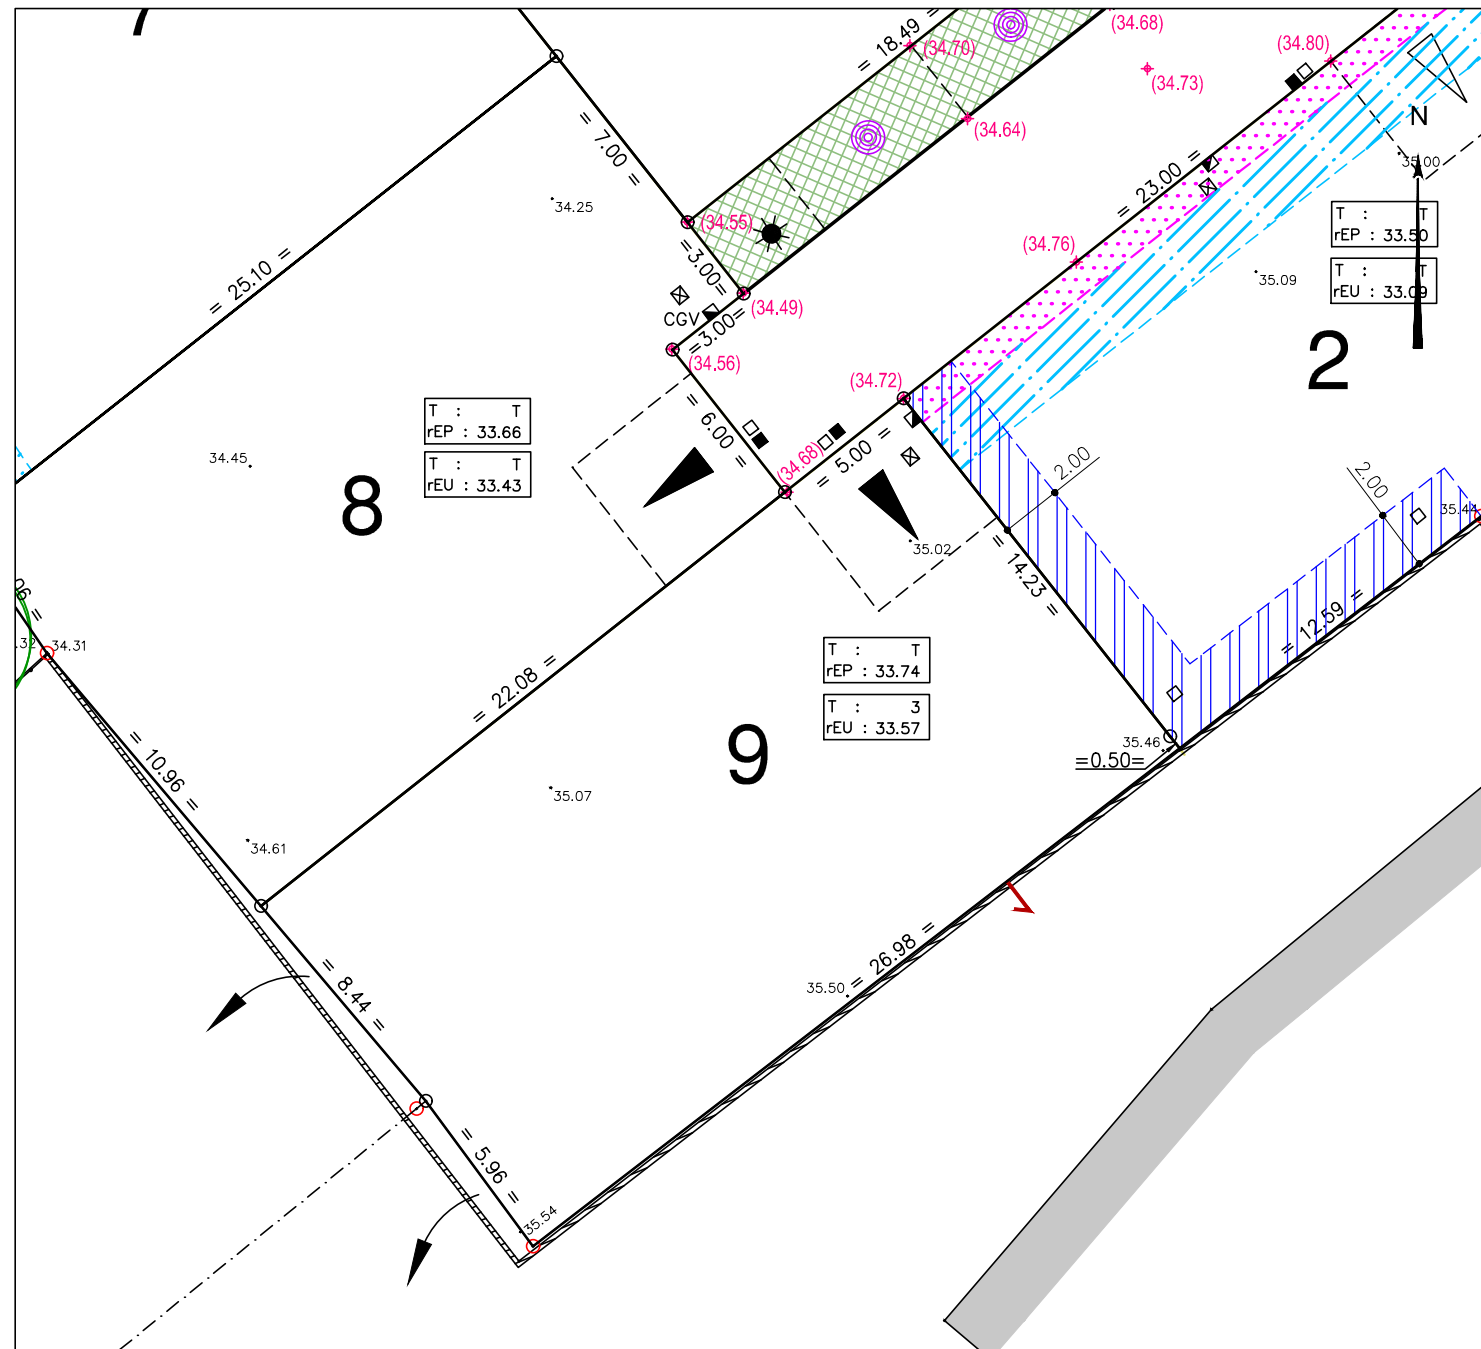 7
= 18.49 =
(34.70)
(34.68)
(34.73)
(34.80)
(34.64)
= 7.00 =
34.25
(34.55)
=3.00=
(34.49)
CGV
=3.00=
(34.56)
= 25.10 =
= 23.00 =
N
35.00
(34.76)
35.09
T : T
rEP : 33.50
T : T
rEU : 33.09
2
(34.72)
= 6.00 =
(34.68)
= 5.00 =
T : T
rEP : 33.66
T : T
rEU : 33.43
34.45
8
2.00
2.00
35.44
35.02
= 14.23 =
= 12.59 =
34.31
T : T
rEP : 33.74
T : 3
rEU : 33.57
= 22.08 =
9
35.46
=0.50=
= 10.96 =
35.07
34.61
= 8.44 =
35.50
= 26.98 =
= 5.96 =
35.54